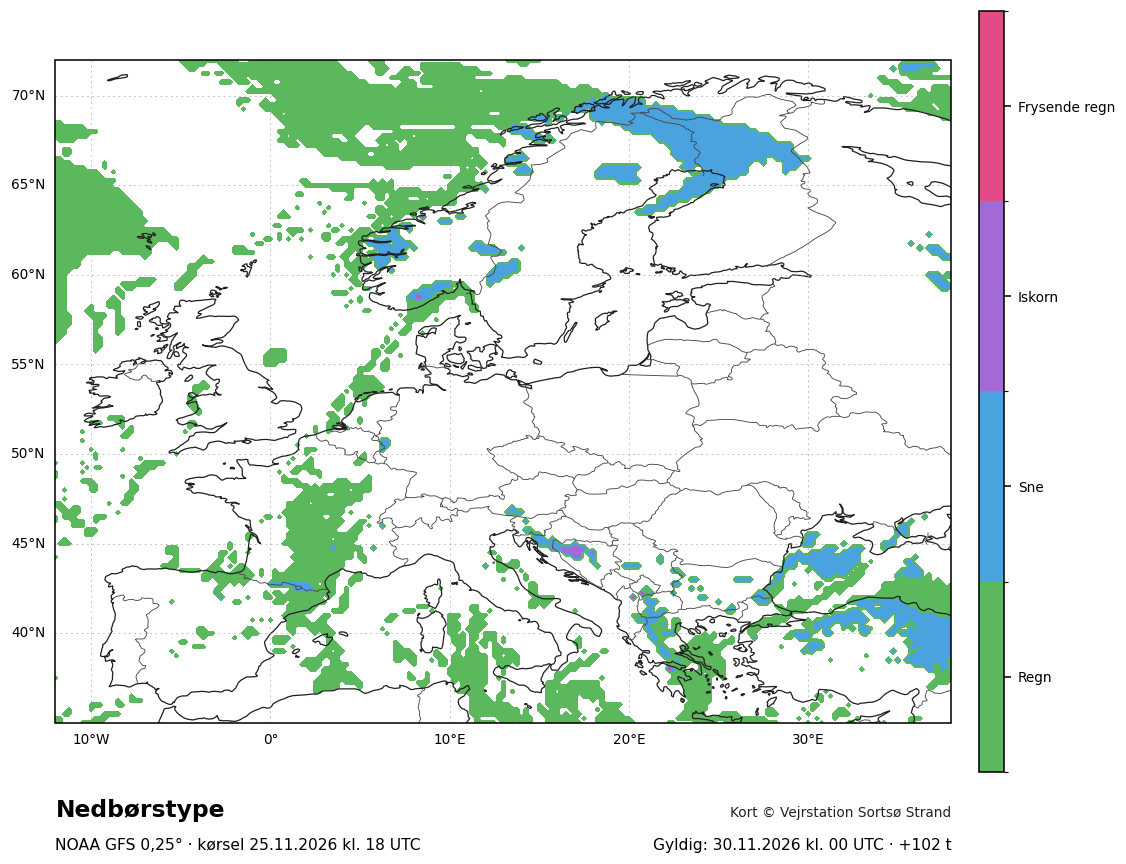 70°N
65°N
60°N
55°N
50°N
45°N
40°N
10°W
0°
10°E
20°E
30°E
Frysende regn
Iskorn
Sne
Regn
Nedbørstype
Kort © Vejrstation Sortsø Strand
NOAA GFS 0,25° · kørsel 25.11.2026 kl. 18 UTC
Gyldig: 30.11.2026 kl. 00 UTC · +102 t